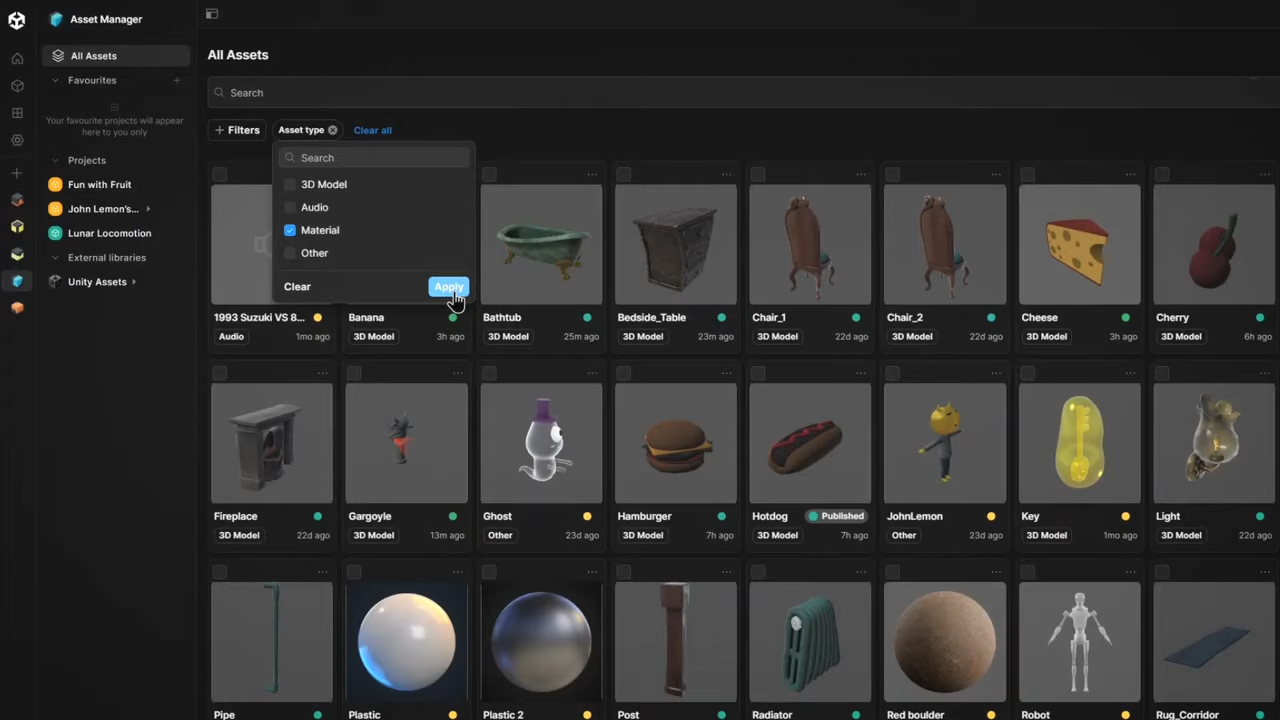 Asset Manager
All Assets
Favourites
Your favourite projects will appear
here to you only
Projects
Fun with Fruit
John Lemon's...
Lunar Locomotion
External libraries
Unity Assets
All Assets
Search
+ Filters
Asset type
Clear all
Search
3D Model
Audio
Material
Other
Clear
Apply
1993 Suzuki VS 8...
Audio
1mo ago
Banana
3D Model
3h ago
Bathtub
3D Model
25m ago
Bedside_Table
3D Model
23m ago
Chair_1
3D Model
22d ago
Chair_2
3D Model
22d ago
Cheese
3D Model
3h ago
Cherry
3D Model
6h ago
Fireplace
3D Model
22d ago
Gargoyle
3D Model
13m ago
Ghost
Other
23d ago
Hamburger
3D Model
7h ago
Hotdog
Published
3D Model
7h ago
JohnLemon
Other
23d ago
Key
3D Model
1mo ago
Light
3D Model
22d ago
Pipe
Plastic
Plastic 2
Post
Radiator
Red boulder
Robot
Rug_Corridor